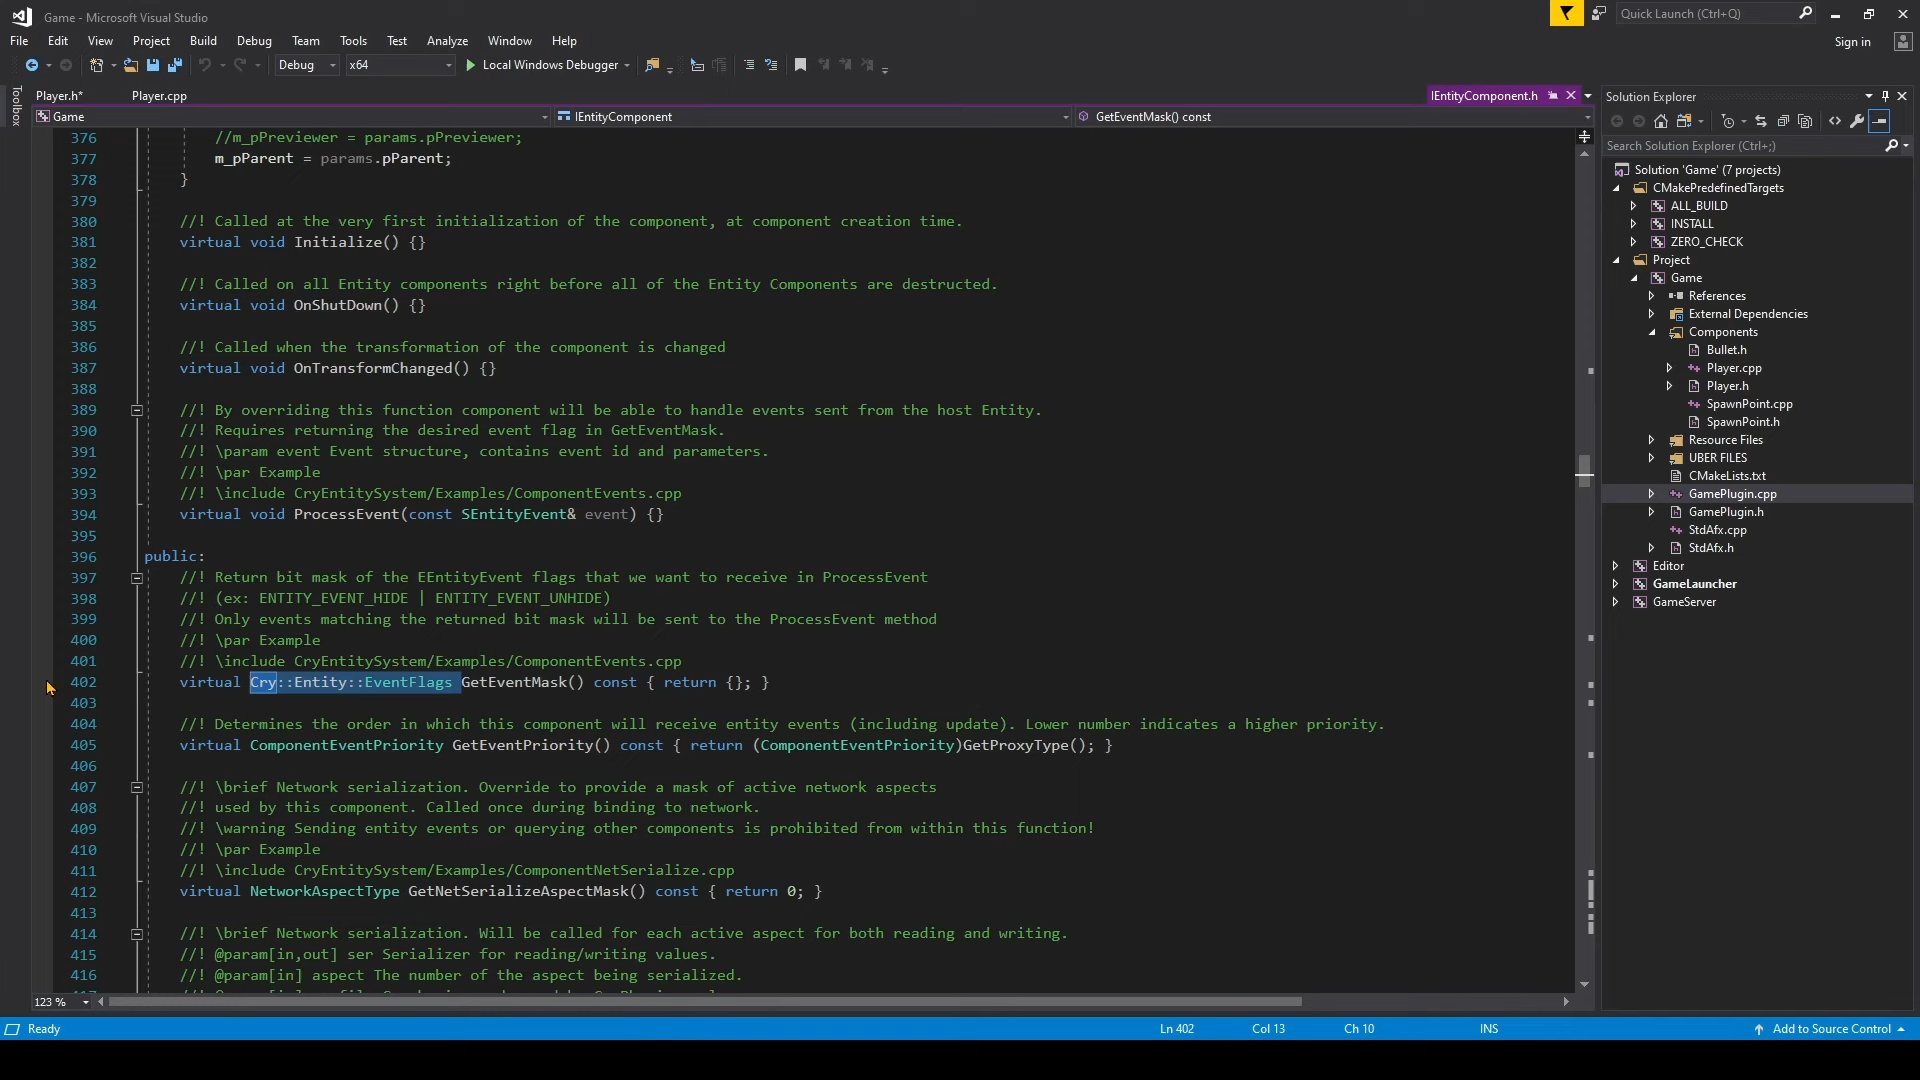 Game - Microsoft Visual Studio
Quick Launch (Ctrl+Q)
File Edit View Project Build Debug Team Tools Test Analyze Window Help
Sign in
Debug x64 Local Windows Debugger
Toolbox
Player.h* Player.cpp IEntityComponent.h
Game IEntityComponent GetEventMask() const
376 //m_pPreviewer = params.pPreviewer;
377 m_pParent = params.pParent;
378 }
379
380 //! Called at the very first initialization of the component, at component creation time.
381 virtual void Initialize() {}
382
383 //! Called on all Entity components right before all of the Entity Components are destructed.
384 virtual void OnShutDown() {}
385
386 //! Called when the transformation of the component is changed
387 virtual void OnTransformChanged() {}
388
389 //! By overriding this function component will be able to handle events sent from the host Entity.
390 //! Requires returning the desired event flag in GetEventMask.
391 //! \param event Event structure, contains event id and parameters.
392 //! \par Example
393 //! \include CryEntitySystem/Examples/ComponentEvents.cpp
394 virtual void ProcessEvent(const SEntityEvent& event) {}
395
396 public:
397 //! Return bit mask of the EEntityEvent flags that we want to receive in ProcessEvent
398 //! (ex: ENTITY_EVENT_HIDE | ENTITY_EVENT_UNHIDE)
399 //! Only events matching the returned bit mask will be sent to the ProcessEvent method
400 //! \par Example
401 //! \include CryEntitySystem/Examples/ComponentEvents.cpp
402 virtual Cry::Entity::EventFlags GetEventMask() const { return {}; }
403
404 //! Determines the order in which this component will receive entity events (including update). Lower number indicates a higher priority.
405 virtual ComponentEventPriority GetEventPriority() const { return (ComponentEventPriority)GetProxyType(); }
406
407 //! \brief Network serialization. Override to provide a mask of active network aspects
408 //! used by this component. Called once during binding to network.
409 //! \warning Sending entity events or querying other components is prohibited from within this function!
410 //! \par Example
411 //! \include CryEntitySystem/Examples/ComponentNetSerialize.cpp
412 virtual NetworkAspectType GetNetSerializeAspectMask() const { return 0; }
413
414 //! \brief Network serialization. Will be called for each active aspect for both reading and writing.
415 //! @param[in,out] ser Serializer for reading/writing values.
416 //! @param[in] aspect The number of the aspect being serialized.
123 %
Solution Explorer
Search Solution Explorer (Ctrl+;)
Solution 'Game' (7 projects)
CMakePredefinedTargets
ALL_BUILD
INSTALL
ZERO_CHECK
Project
Game
References
External Dependencies
Components
Bullet.h
Player.cpp
Player.h
SpawnPoint.cpp
SpawnPoint.h
Resource Files
UBER FILES
CMakeLists.txt
GamePlugin.cpp
GamePlugin.h
StdAfx.cpp
StdAfx.h
Editor
GameLauncher
GameServer
Ready Ln 402 Col 13 Ch 10 INS Add to Source Control